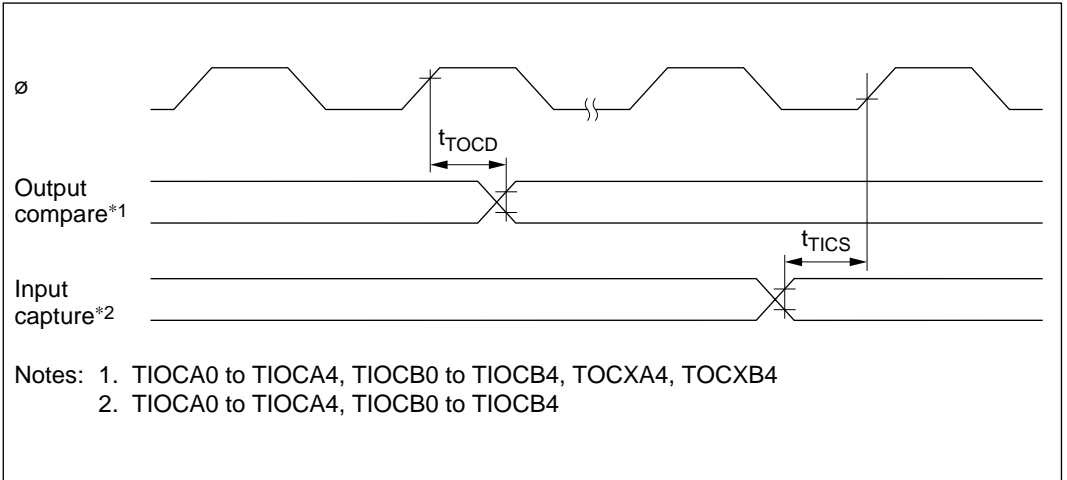 ø
tTOCD
Output
compare*1
tTICS
Input
capture*2
Notes: 1. TIOCA0 to TIOCA4, TIOCB0 to TIOCB4, TOCXA4, TOCXB4
2. TIOCA0 to TIOCA4, TIOCB0 to TIOCB4